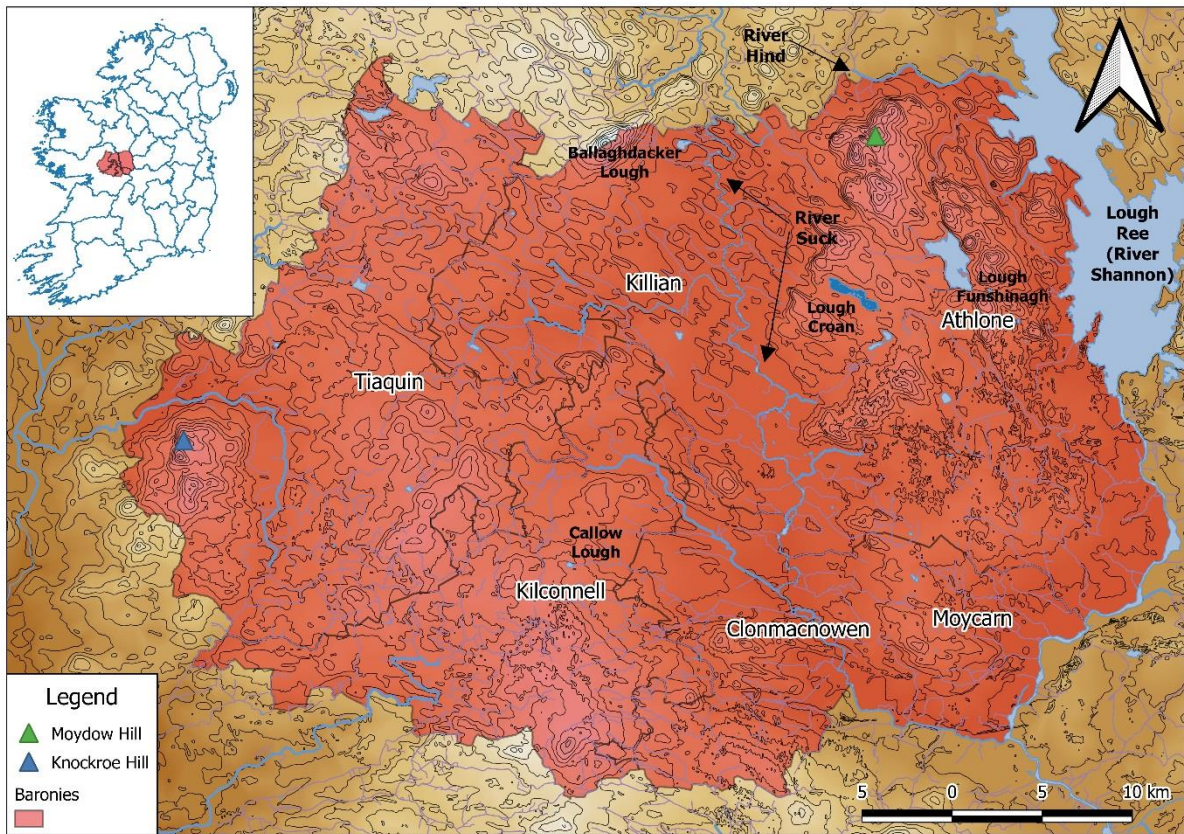 River
Hind
Ballaghdacker
Lough
River
Suck
Lough
Ree
(River
Shannon)
Killian
Lough
Funshinagh
Lough
Croan
Athlone
Tiaquin
Callow
Lough
Kilconnell
Clonmacnowen
Moycarn
Legend
Moydow Hill
Knockroe Hill
Baronies
5 0 5 10 km